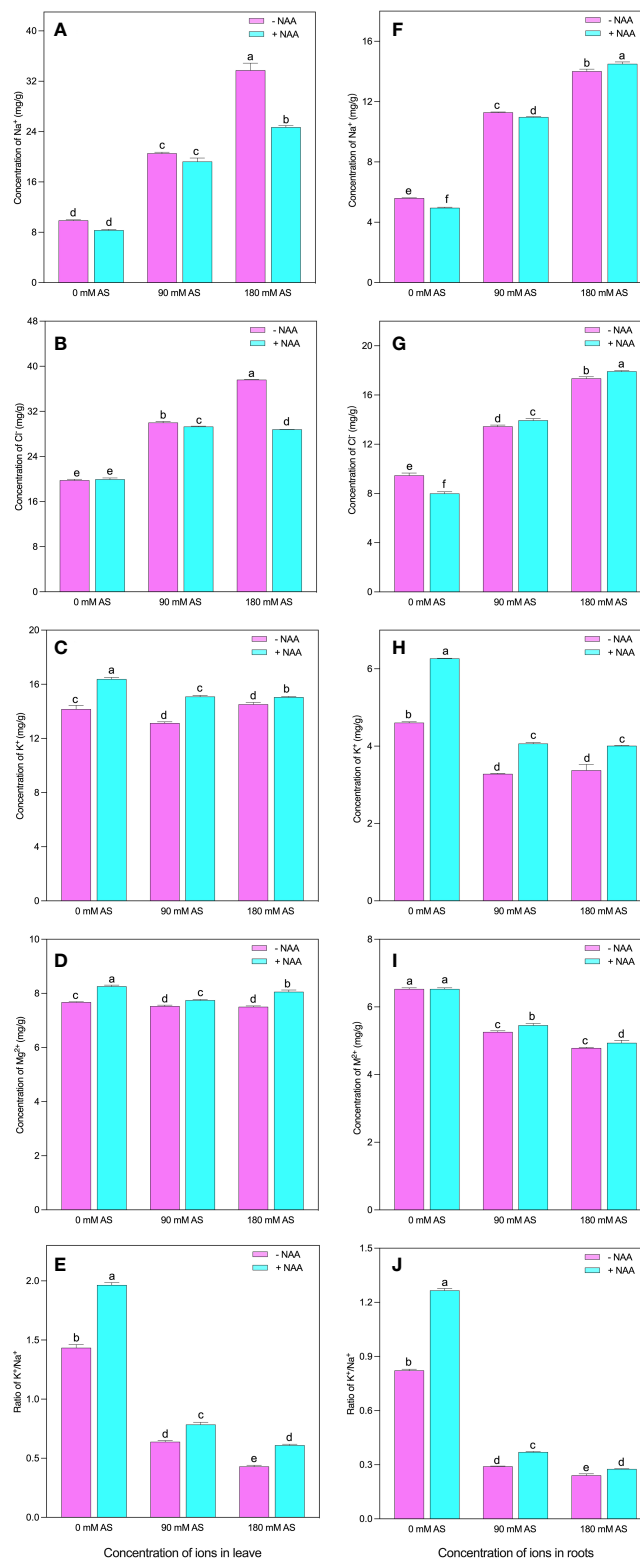 A
- NAA
+ NAA
Concentration of Na⁺ (mg/g)
40
32
24
16
8
0
d
d
c
c
a
b
0 mM AS
90 mM AS
180 mM AS
F
- NAA
+ NAA
Concentration of Na⁺ (mg/g)
16
12
8
4
0
e
f
c
d
b
a
0 mM AS
90 mM AS
180 mM AS
B
- NAA
+ NAA
Concentration of Cl⁻ (mg/g)
48
40
32
24
16
8
0
e
e
b
c
a
d
0 mM AS
90 mM AS
180 mM AS
G
- NAA
+ NAA
Concentration of Cl⁻ (mg/g)
20
16
12
8
4
0
e
f
d
c
b
a
0 mM AS
90 mM AS
180 mM AS
C
- NAA
+ NAA
Concentration of K⁺ (mg/g)
20
16
12
8
4
0
c
a
d
c
d
b
0 mM AS
90 mM AS
180 mM AS
H
- NAA
+ NAA
Concentration of K⁺ (mg/g)
6
4
2
0
b
a
d
c
d
c
0 mM AS
90 mM AS
180 mM AS
D
- NAA
+ NAA
Concentration of Mg²⁺ (mg/g)
10
8
6
4
2
0
c
a
d
c
d
b
0 mM AS
90 mM AS
180 mM AS
I
- NAA
+ NAA
Concentration of M²⁺ (mg/g)
8
6
4
2
0
a
a
c
b
c
d
0 mM AS
90 mM AS
180 mM AS
E
- NAA
+ NAA
Ratio of K⁺/Na⁺
2.0
1.5
1.0
0.5
0.0
b
a
d
c
e
d
0 mM AS
90 mM AS
180 mM AS
Concentration of ions in leave
J
- NAA
+ NAA
Ratio of K⁺/Na⁺
1.5
1.2
0.9
0.6
0.3
0.0
b
a
d
c
e
d
0 mM AS
90 mM AS
180 mM AS
Concentration of ions in roots